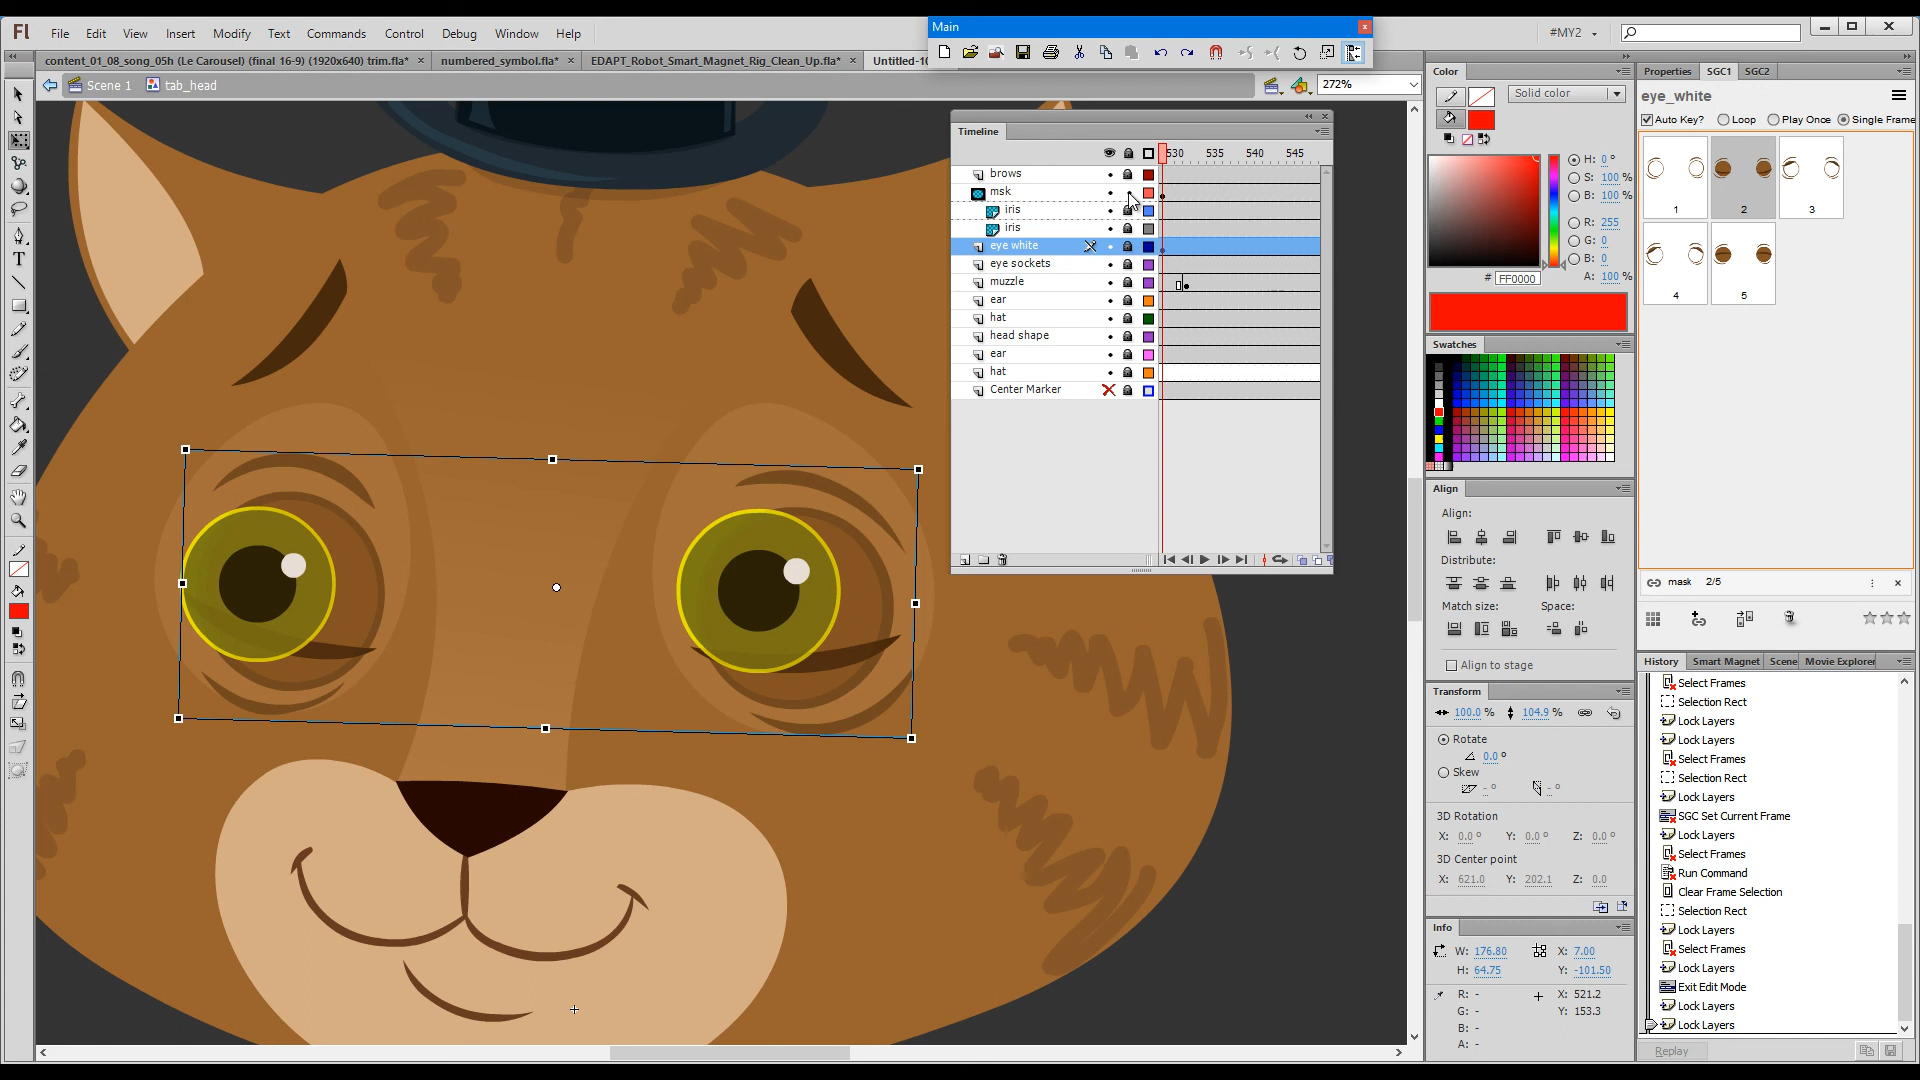 Main
Fl File Edit View Insert Modify Text Commands Control Debug Window Help
#MY2
content_01_08_song_05h (Le Carousel) (final 16-9) (1920x640) trim.fla* ×
numbered_symbol.fla* ×
EDAPT_Robot_Smart_Magnet_Rig_Clean_Up.fla* ×
Untitled-10
Scene 1 tab_head
272%
Timeline
530 535 540 545
brows
msk
iris
iris
eye white
eye sockets
muzzle
ear
hat
head shape
ear
hat
Center Marker
Color
Solid color
H: 0 °
S: 100 %
B: 100 %
R: 255
G: 0
B: 0
A: 100 %
# FF0000
Swatches
Align
Align:
Distribute:
Match size: Space:
Align to stage
Transform
100.0 % 104.9 %
Rotate
0.0 °
Skew
- ° - °
3D Rotation
X: 0.0 ° Y: 0.0 ° Z: 0.0 °
3D Center point
X: 621.0 Y: 202.1 Z: 0.0
Info
W: 176.80 X: 7.00
H: 64.75 Y: -101.50
R: - X: 521.2
G: - Y: 153.3
B: -
A: -
Properties SGC1 SGC2
eye_white
Auto Key? Loop Play Once Single Frame
1 2 3
4 5
mask 2/5
History Smart Magnet Scene Movie Explorer
Select Frames
Selection Rect
Lock Layers
Lock Layers
Select Frames
Selection Rect
Lock Layers
SGC Set Current Frame
Lock Layers
Select Frames
Run Command
Clear Frame Selection
Selection Rect
Lock Layers
Select Frames
Lock Layers
Exit Edit Mode
Lock Layers
Lock Layers
Replay